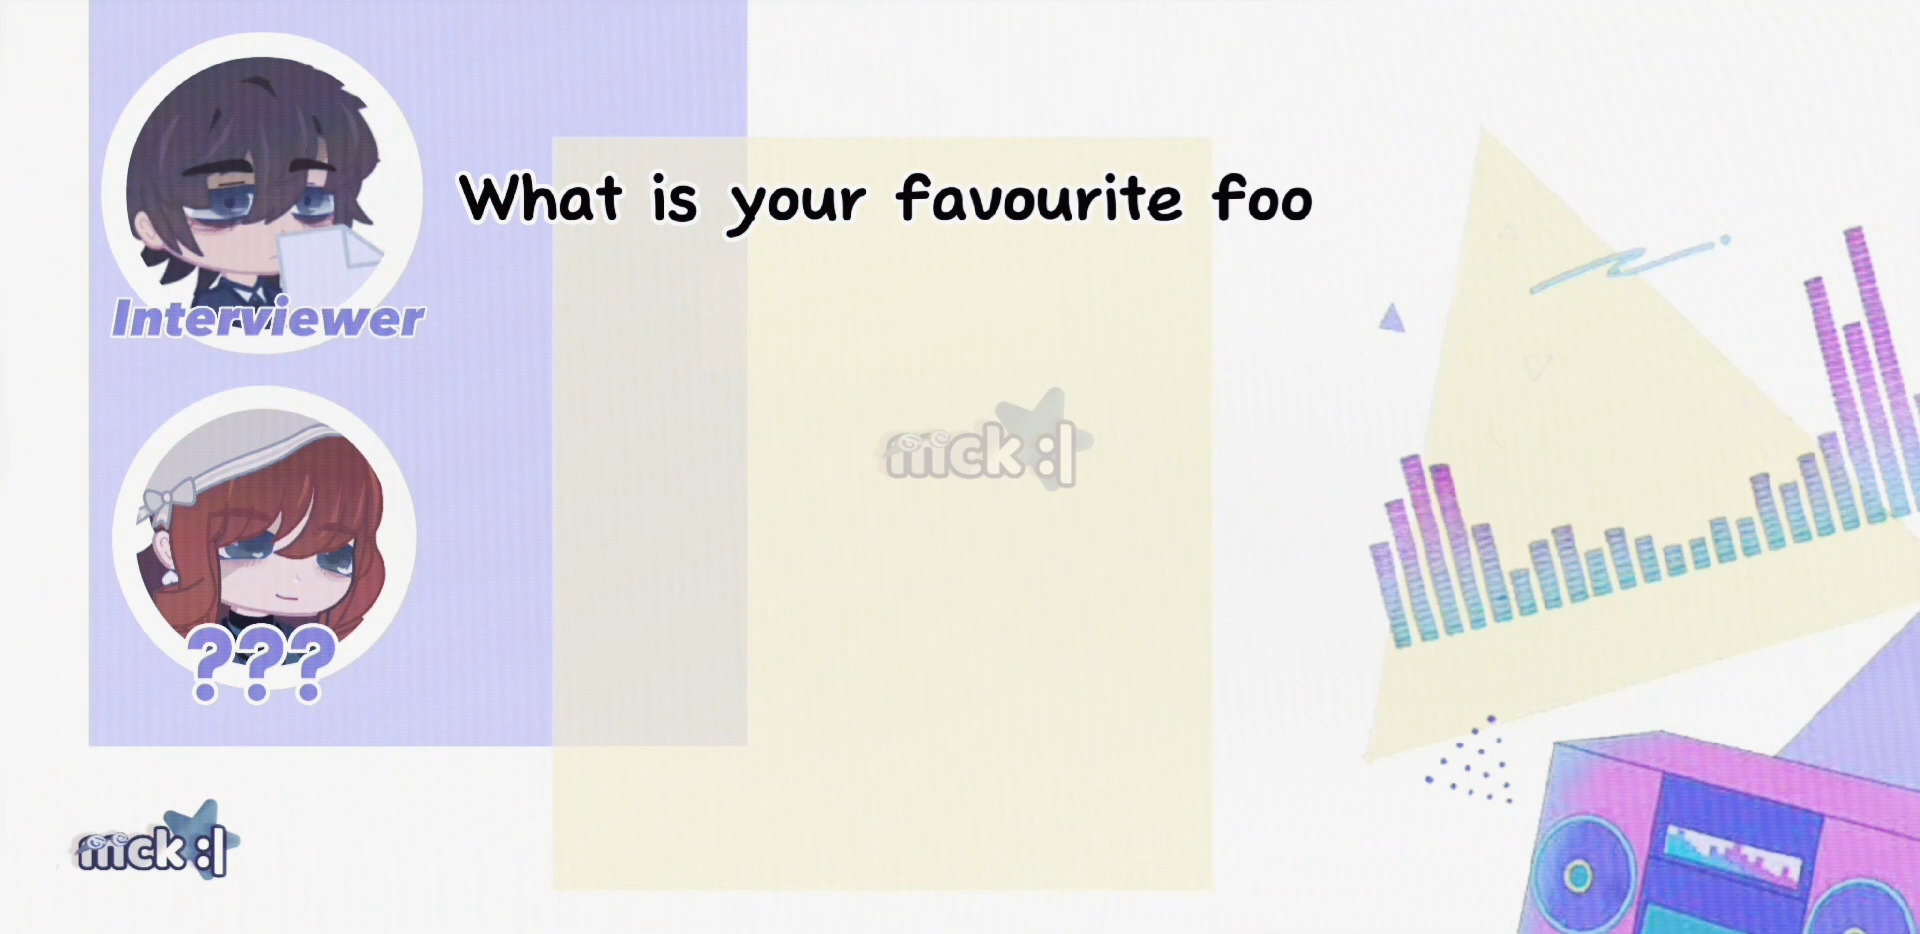 What is your favourite foo
Interviewer
mck :|
???
mck :|